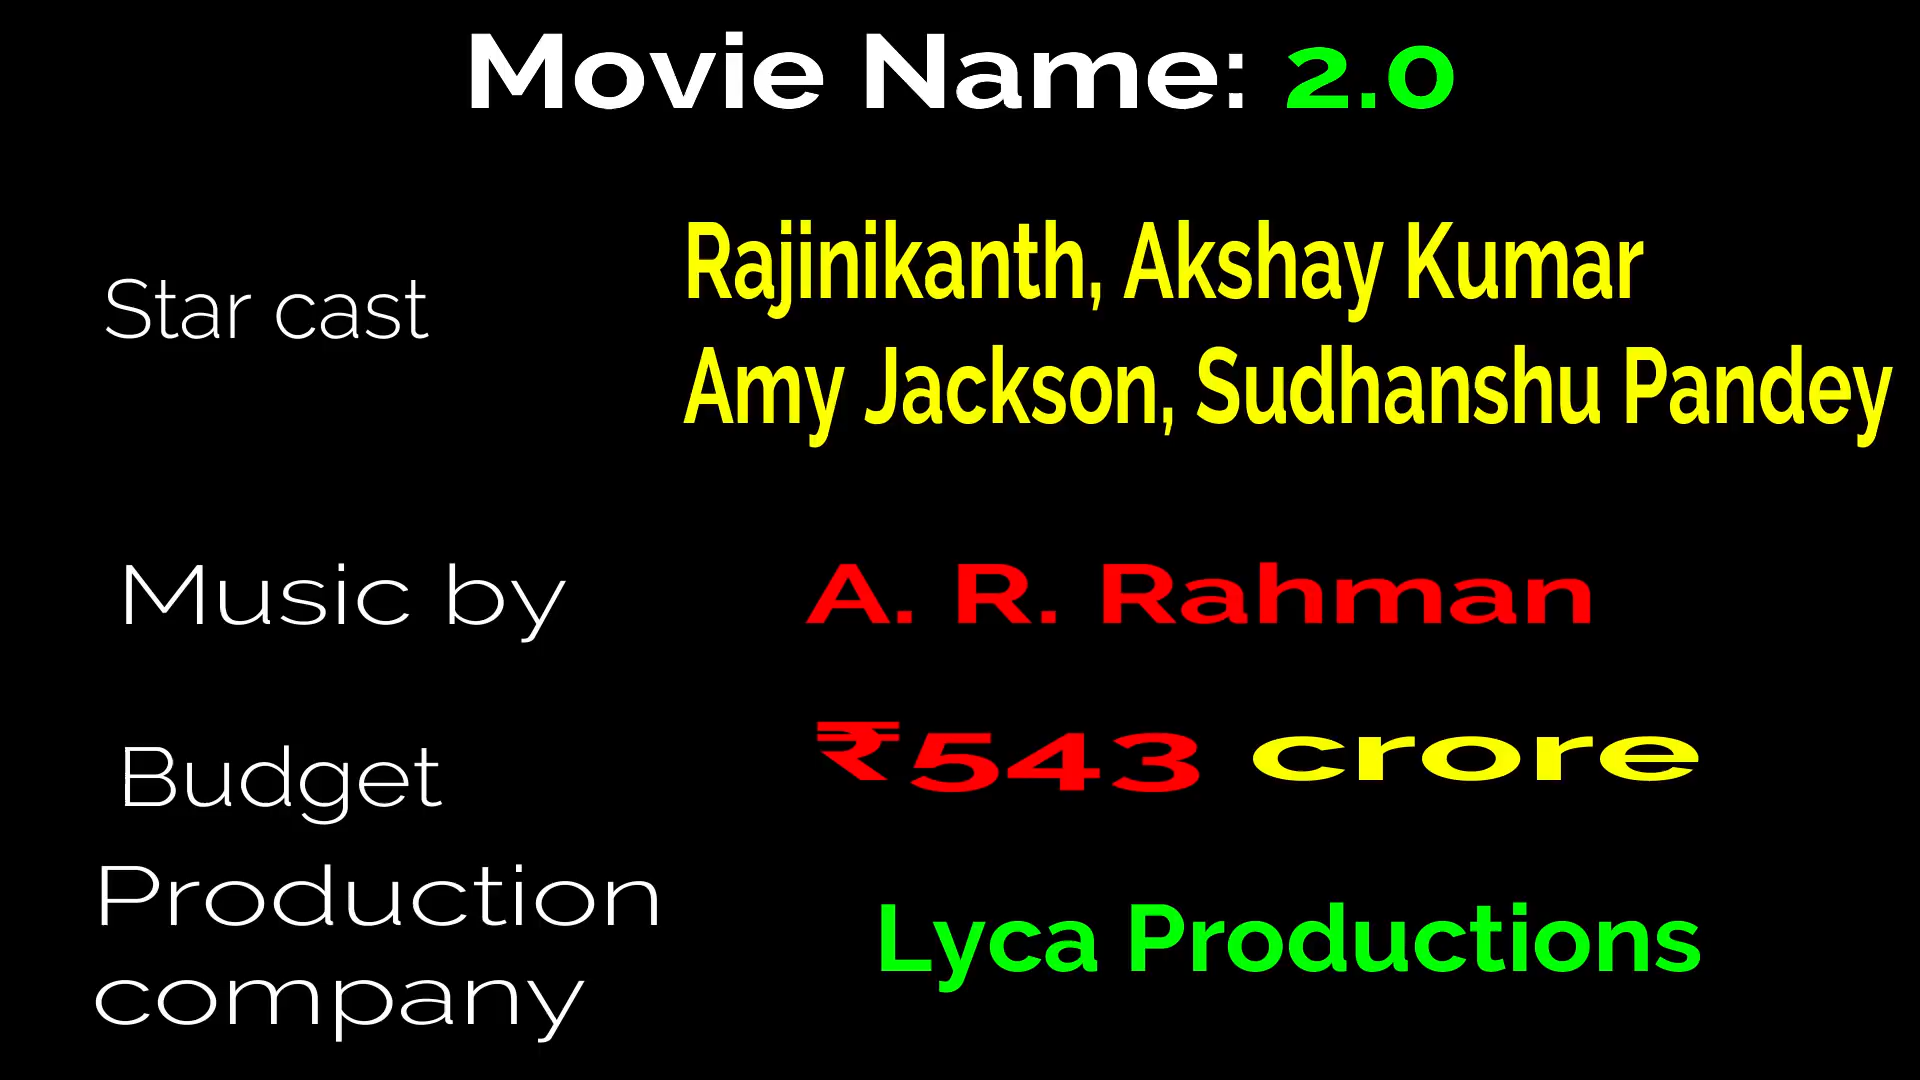 Movie Name: 2.0
Star cast
Rajinikanth, Akshay Kumar
Amy Jackson, Sudhanshu Pandey
Music by
A. R. Rahman
Budget
₹543 crore
Production
company
Lyca Productions